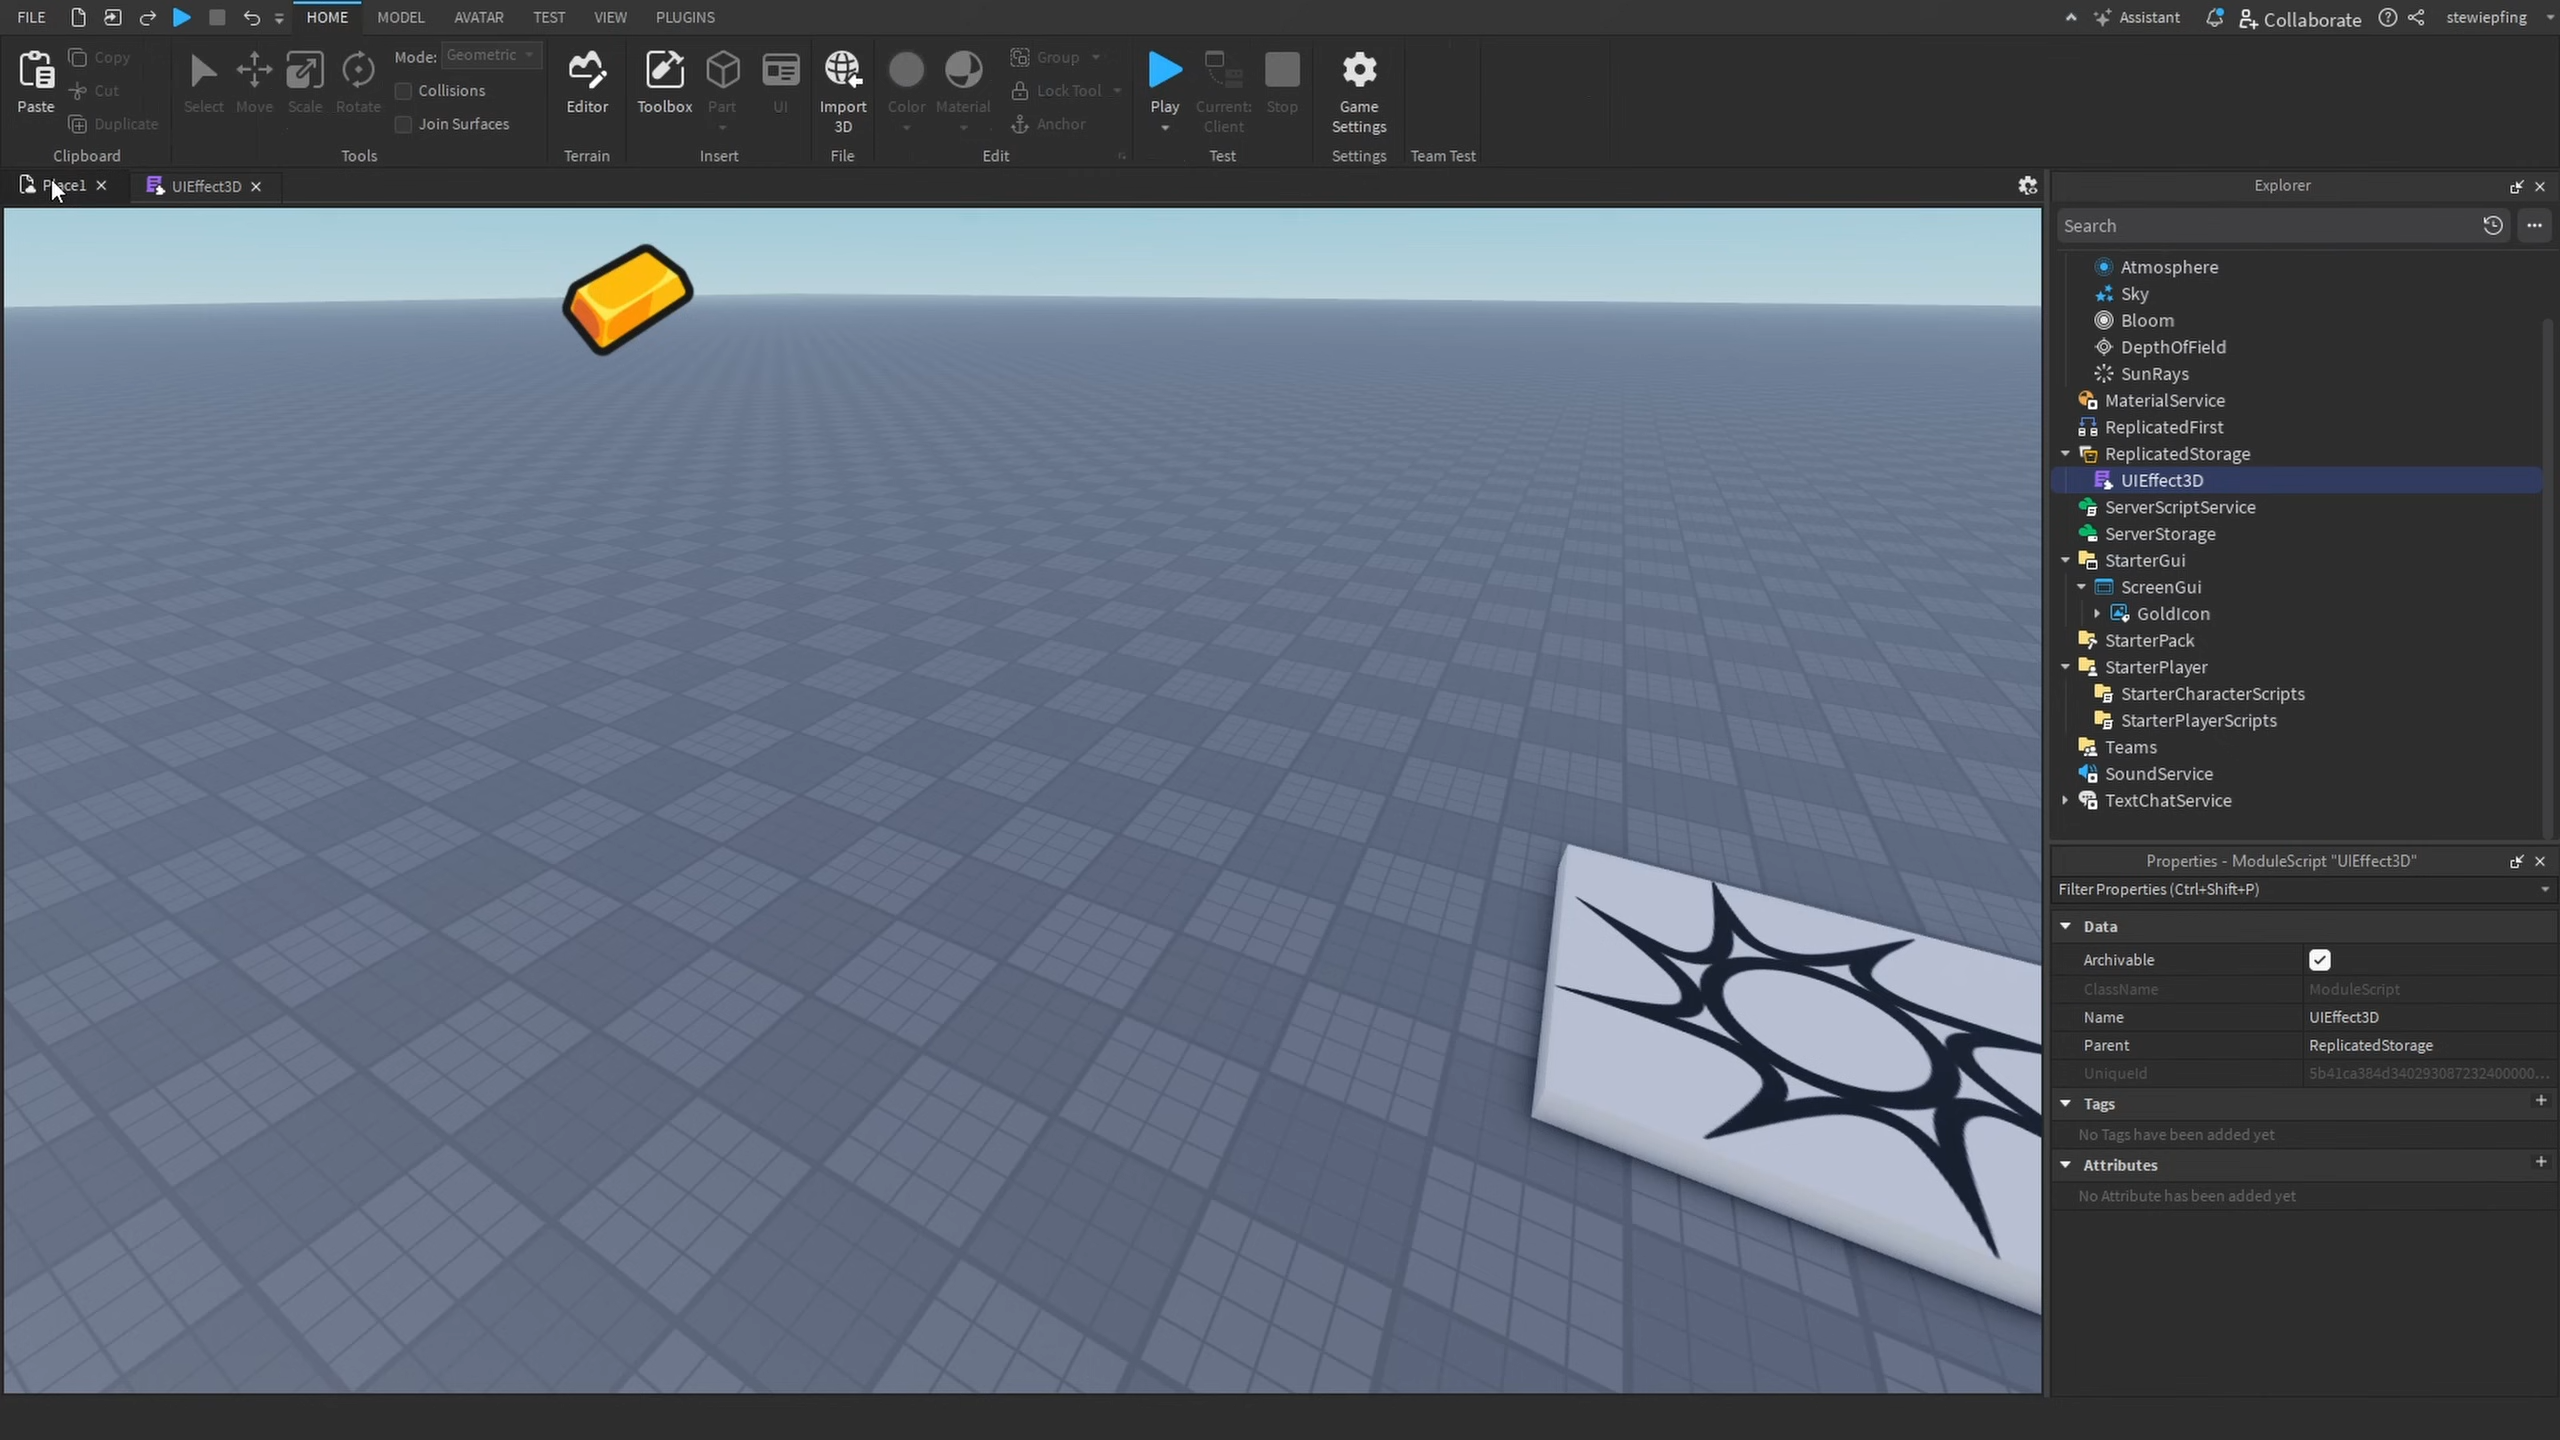 FILE HOME MODEL AVATAR TEST VIEW PLUGINS Assistant Collaborate stewiepfing
Paste
Copy
Cut
Duplicate
Clipboard
Select Move Scale Rotate
Mode: Geometric
Collisions
Join Surfaces
Tools
Editor
Terrain
Toolbox Part UI
Insert
Import
3D
File
Color Material
Group
Lock Tool
Anchor
Edit
Play Current:
Client Stop
Test
Game
Settings
Settings
Team Test
Place1 UIEffect3D
Explorer
Search
Atmosphere
Sky
Bloom
DepthOfField
SunRays
MaterialService
ReplicatedFirst
ReplicatedStorage
UIEffect3D
ServerScriptService
ServerStorage
StarterGui
ScreenGui
GoldIcon
StarterPack
StarterPlayer
StarterCharacterScripts
StarterPlayerScripts
Teams
SoundService
TextChatService
Properties - ModuleScript "UIEffect3D"
Filter Properties (Ctrl+Shift+P)
Data
Archivable
ClassName ModuleScript
Name UIEffect3D
Parent ReplicatedStorage
UniqueId 5b41ca384d340293087232400000...
Tags
No Tags have been added yet
Attributes
No Attribute has been added yet